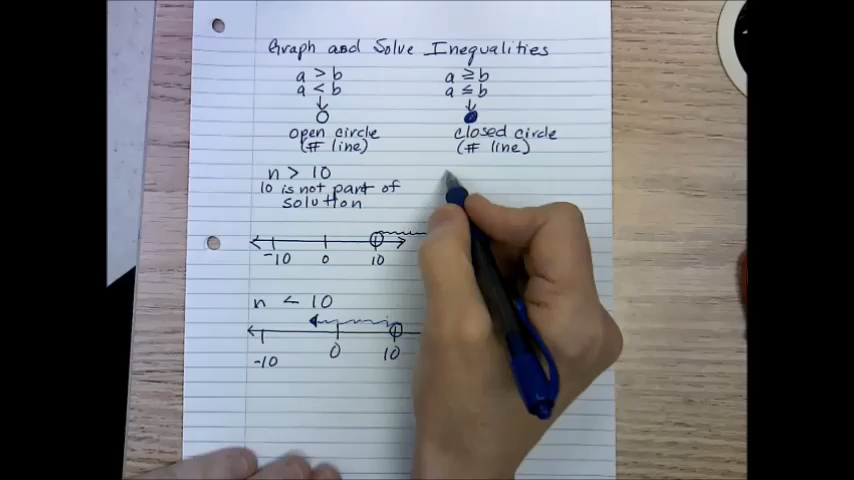 Graph and Solve Inequalities
a > b
a < b
open circle
(# line)
a ≥ b
a ≤ b
closed circle
(# line)
n > 10
10 is not part of
solution
-10 0 10
n < 10
-10 0 10